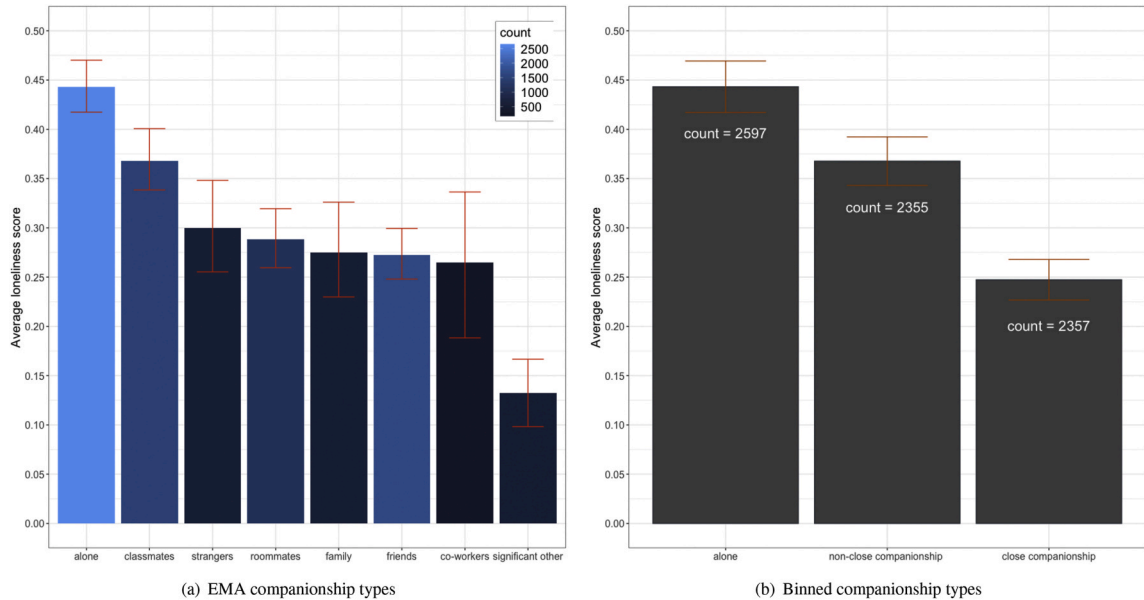 count
2500
2000
1500
1000
500
0.50
0.45
0.40
0.35
0.30
0.25
0.20
0.15
0.10
0.05
0.00
Average loneliness score
alone classmates strangers roommates family friends co-workers significant other
(a) EMA companionship types
0.50
0.45
0.40
0.35
0.30
0.25
0.20
0.15
0.10
0.05
0.00
Average loneliness score
count = 2597
count = 2355
count = 2357
alone non-close companionship close companionship
(b) Binned companionship types